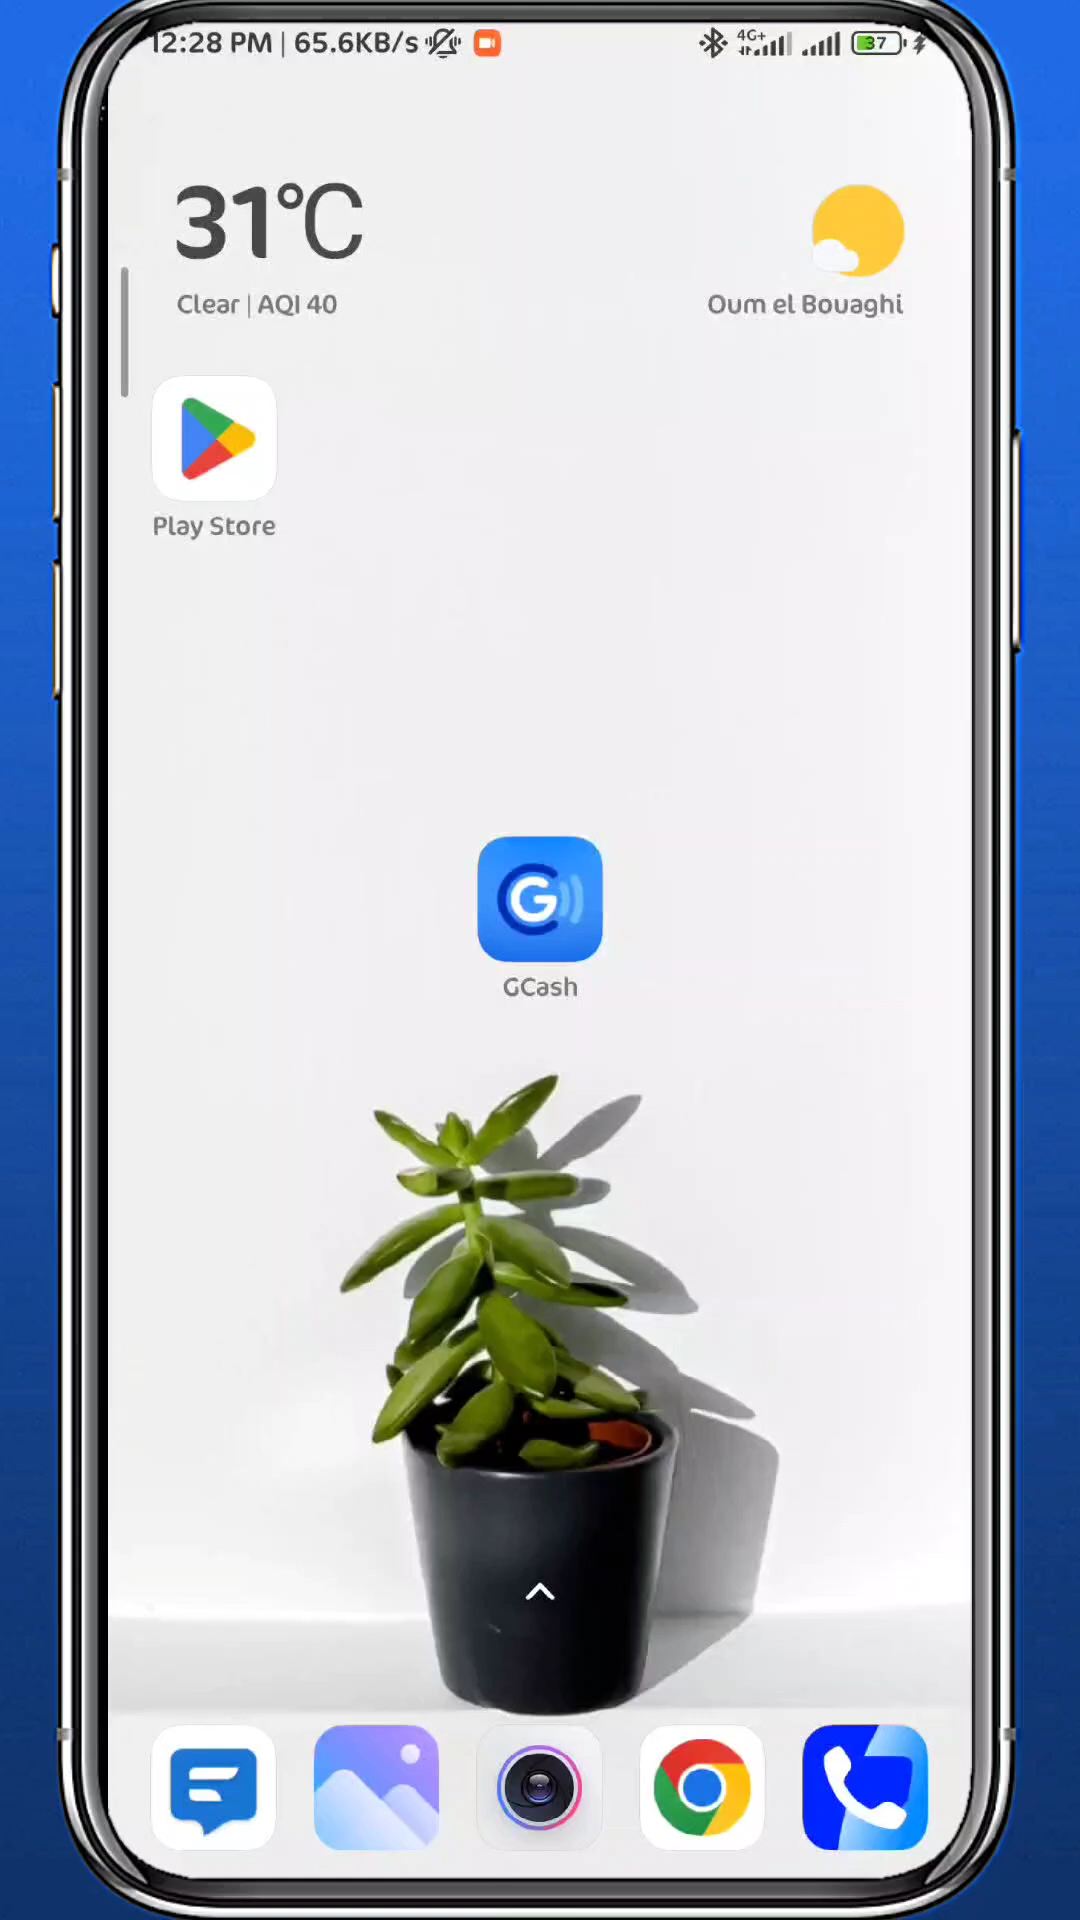 12:28 PM | 65.6KB/s 4G+ 37
31°C
Clear | AQI 40
Oum el Bouaghi
Play Store
G
GCash